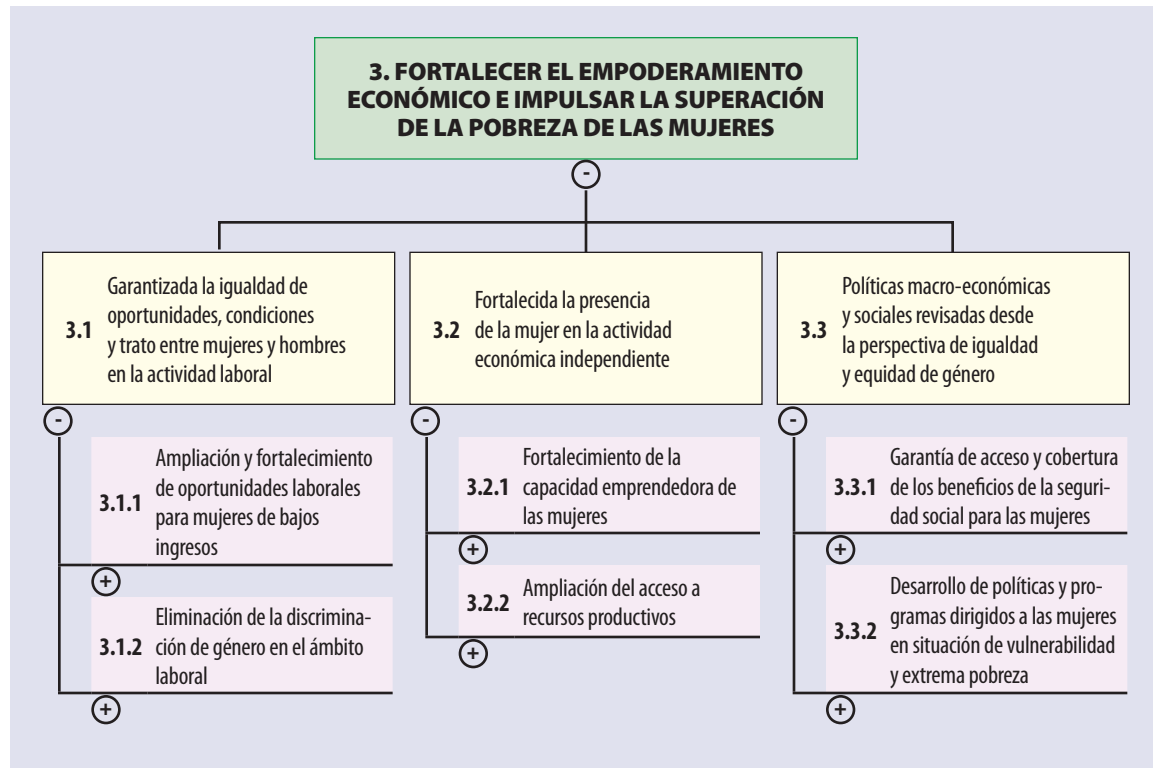 3. FORTALECER EL EMPODERAMIENTO
ECONÓMICO E IMPULSAR LA SUPERACIÓN
DE LA POBREZA DE LAS MUJERES
-
3.1
Garantizada la igualdad de
oportunidades, condiciones
y trato entre mujeres y hombres
en la actividad laboral
-
3.1.1
Ampliación y fortalecimiento
de oportunidades laborales
para mujeres de bajos
ingresos
+
3.1.2
Eliminación de la discrimina-
ción de género en el ámbito
laboral
+
3.2
Fortalecida la presencia
de la mujer en la actividad
económica independiente
-
3.2.1
Fortalecimiento de la
capacidad emprendedora de
las mujeres
+
3.2.2
Ampliación del acceso a
recursos productivos
+
3.3
Políticas macro-económicas
y sociales revisadas desde
la perspectiva de igualdad
y equidad de género
-
3.3.1
Garantía de acceso y cobertura
de los beneficios de la seguri-
dad social para las mujeres
+
3.3.2
Desarrollo de políticas y pro-
gramas dirigidos a las mujeres
en situación de vulnerabilidad
y extrema pobreza
+